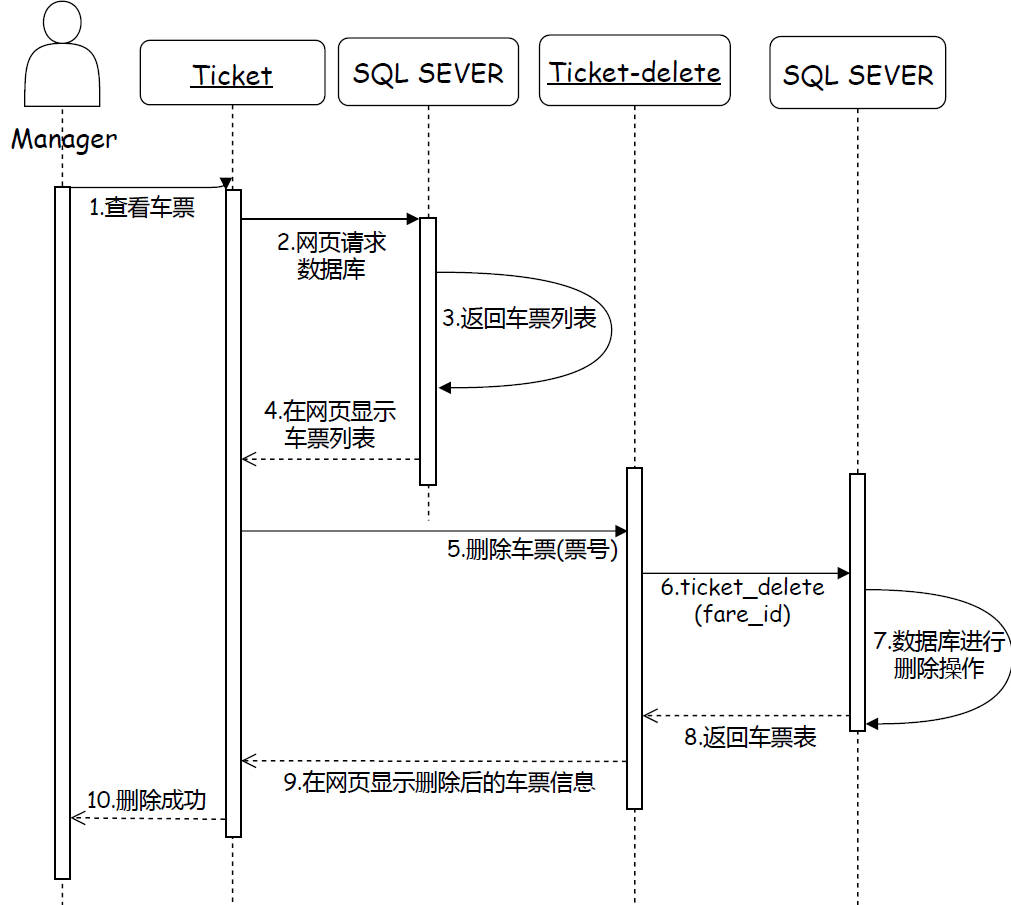 Manager
Ticket
SQL SEVER
Ticket-delete
SQL SEVER
1.查看车票
2.网页请求
数据库
3.返回车票列表
4.在网页显示
车票列表
5.删除车票(票号)
6.ticket_delete
(fare_id)
7.数据库进行
删除操作
8.返回车票表
9.在网页显示删除后的车票信息
10.删除成功